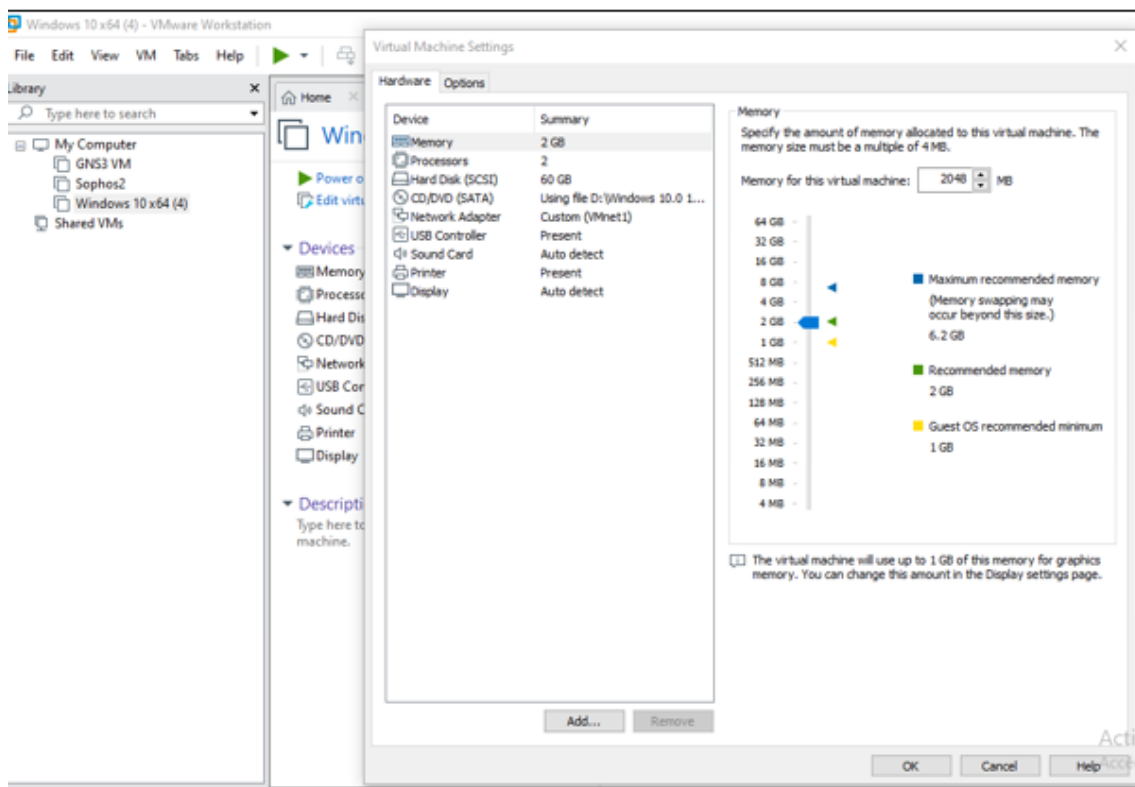 Windows 10 x64 (4) - VMware Workstation
File Edit View VM Tabs Help
Library
Type here to search
My Computer
GNS3 VM
Sophos2
Windows 10 x64 (4)
Shared VMs
Home
Win
Power o
Edit virtu
Devices
Memory
Processo
Hard Dis
CD/DVD
Network
USB Con
Sound C
Printer
Display
Descripti
Type here to
machine.
Virtual Machine Settings
Hardware Options
Device Summary
Memory 2 GB
Processors 2
Hard Disk (SCSI) 60 GB
CD/DVD (SATA) Using file D:\Windows 10.0 1...
Network Adapter Custom (VMnet1)
USB Controller Present
Sound Card Auto detect
Printer Present
Display Auto detect
Add... Remove
Memory
Specify the amount of memory allocated to this virtual machine. The
memory size must be a multiple of 4 MB.
Memory for this virtual machine: 2048 MB
64 GB
32 GB
16 GB
8 GB
4 GB
2 GB
1 GB
512 MB
256 MB
128 MB
64 MB
32 MB
16 MB
8 MB
4 MB
Maximum recommended memory
(Memory swapping may
occur beyond this size.)
6.2 GB
Recommended memory
2 GB
Guest OS recommended minimum
1 GB
The virtual machine will use up to 1 GB of this memory for graphics
memory. You can change this amount in the Display settings page.
Acti
Acce
OK Cancel Help